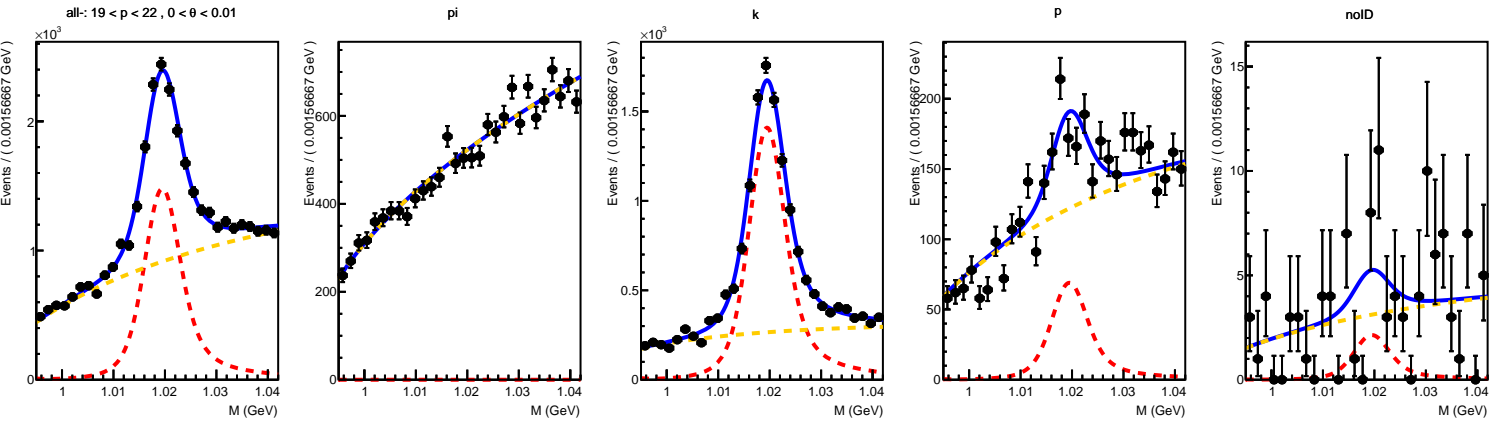 all-: 19 < p < 22 , 0 < θ < 0.01
×10³
Events / ( 0.00156667 GeV )
2
1
0
1 1.01 1.02 1.03 1.04
M (GeV)
pi
Events / ( 0.00156667 GeV )
600
400
200
0
1 1.01 1.02 1.03 1.04
M (GeV)
k
×10³
Events / ( 0.00156667 GeV )
1.5
1
0.5
0
1 1.01 1.02 1.03 1.04
M (GeV)
p
Events / ( 0.00156667 GeV )
200
150
100
50
0
1 1.01 1.02 1.03 1.04
M (GeV)
noID
Events / ( 0.00156667 GeV )
15
10
5
0
1 1.01 1.02 1.03 1.04
M (GeV)